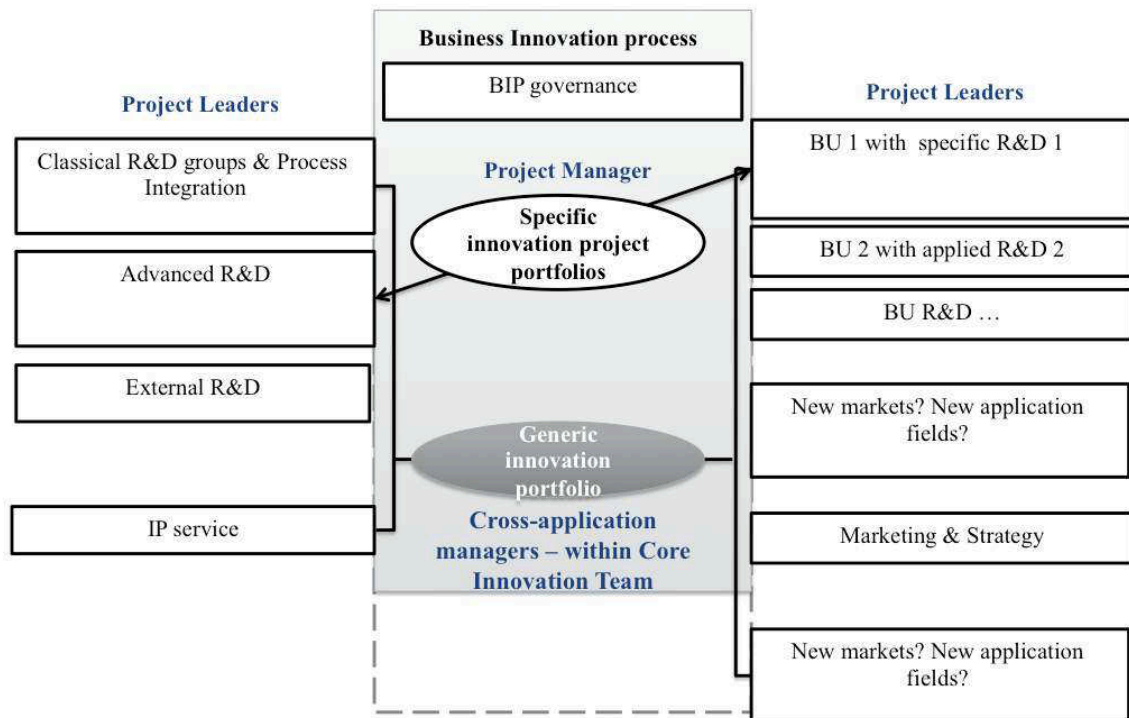 Business Innovation process
BIP governance
Project Leaders
Classical R&D groups & Process
Integration
Advanced R&D
External R&D
IP service
Project Manager
Specific
innovation project
portfolios
Generic
innovation
portfolio
Cross-application
managers – within Core
Innovation Team
Project Leaders
BU 1 with specific R&D 1
BU 2 with applied R&D 2
BU R&D …
New markets? New application
fields?
Marketing & Strategy
New markets? New application
fields?